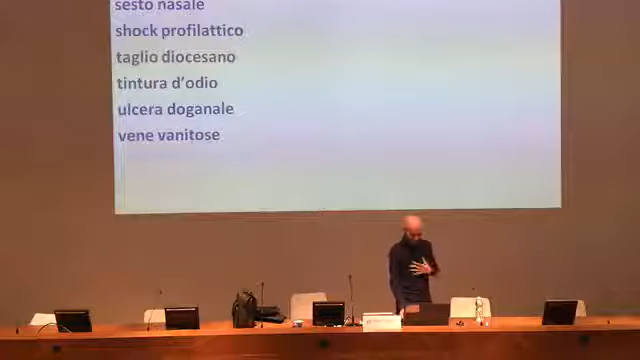 sesto nasale
shock profilattico
taglio diocesano
tintura d'odio
ulcera doganale
vene vanitose